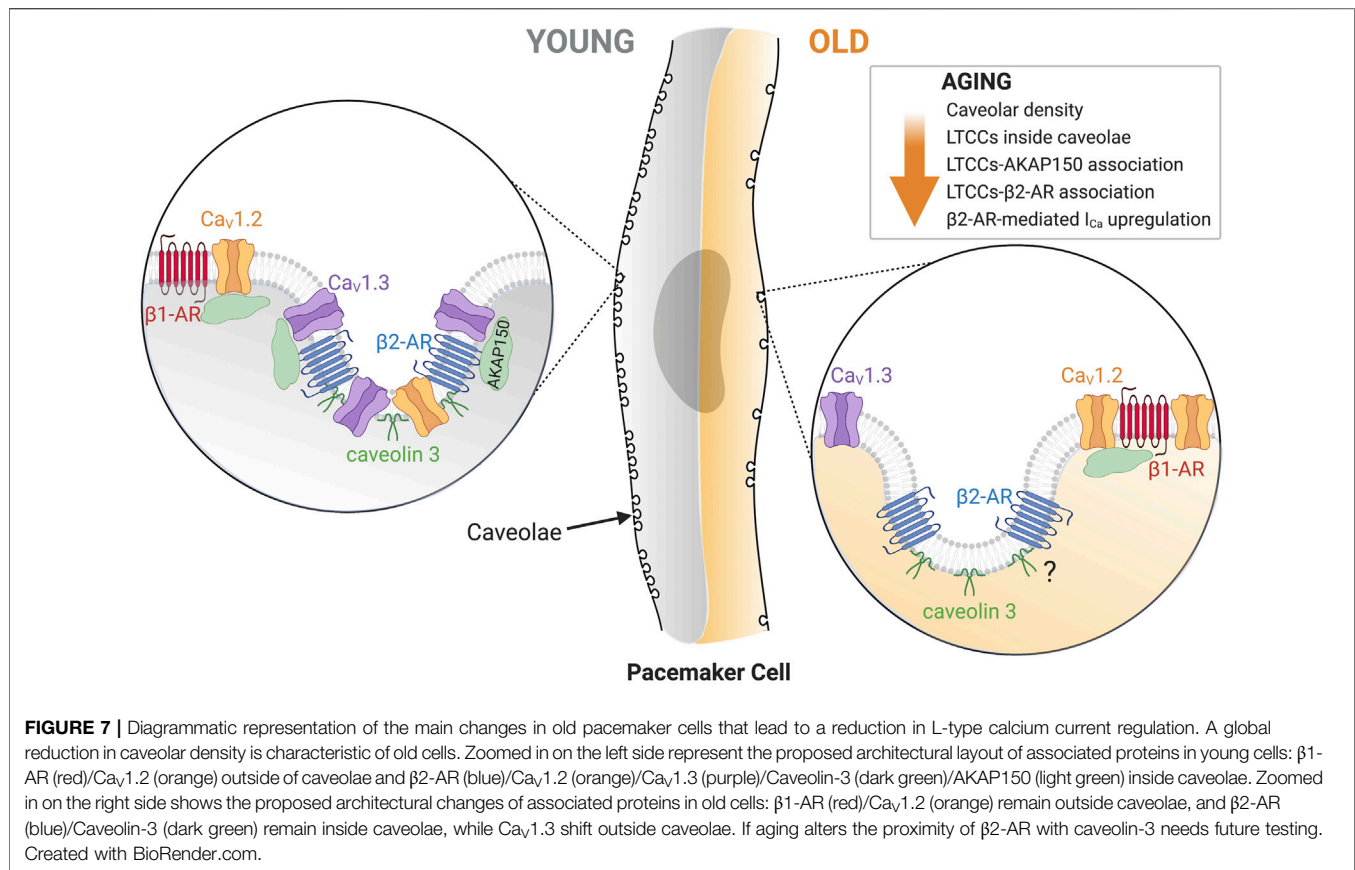 YOUNG
OLD
AGING
Caveolar density
LTCCs inside caveolae
LTCCs-AKAP150 association
LTCCs-β2-AR association
β2-AR-mediated ICa upregulation
CaV1.2
CaV1.3
β1-AR
β2-AR
AKAP150
caveolin 3
Caveolae
CaV1.3
CaV1.2
β1-AR
β2-AR
?
caveolin 3
Pacemaker Cell
FIGURE 7 | Diagrammatic representation of the main changes in old pacemaker cells that lead to a reduction in L-type calcium current regulation. A global
reduction in caveolar density is characteristic of old cells. Zoomed in on the left side represent the proposed architectural layout of associated proteins in young cells: β1-
AR (red)/CaV1.2 (orange) outside of caveolae and β2-AR (blue)/CaV1.2 (orange)/CaV1.3 (purple)/Caveolin-3 (dark green)/AKAP150 (light green) inside caveolae. Zoomed
in on the right side shows the proposed architectural changes of associated proteins in old cells: β1-AR (red)/CaV1.2 (orange) remain outside caveolae, and β2-AR
(blue)/Caveolin-3 (dark green) remain inside caveolae, while CaV1.3 shift outside caveolae. If aging alters the proximity of β2-AR with caveolin-3 needs future testing.
Created with BioRender.com.